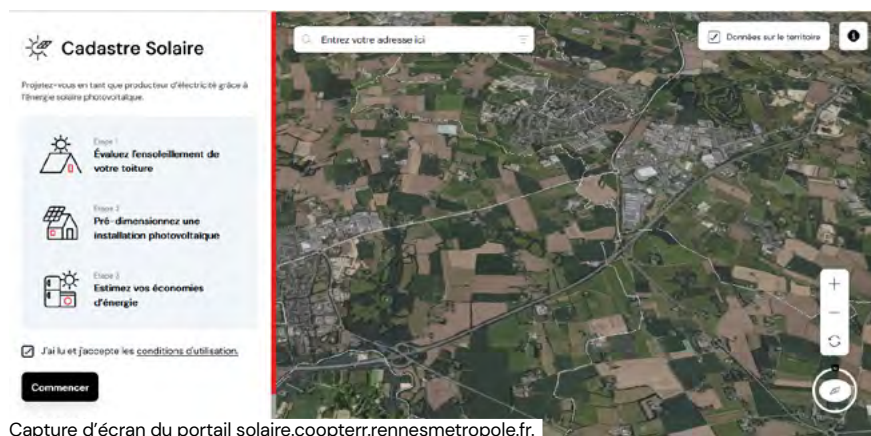 Cadastre Solaire
Projetez-vous en tant que producteur d'électricité grâce à
l'énergie solaire photovoltaïque.
Etape 1
Évaluez l'ensoleillement de
votre toiture
Etape 2
Pré-dimensionnez une
installation photovoltaïque
Etape 3
Estimez vos économies
d'énergie
J'ai lu et j'accepte les conditions d'utilisation.
Commencer
Entrez votre adresse ici
Données sur le territoire
Capture d'écran du portail solaire.coopterr.rennesmetropole.fr.